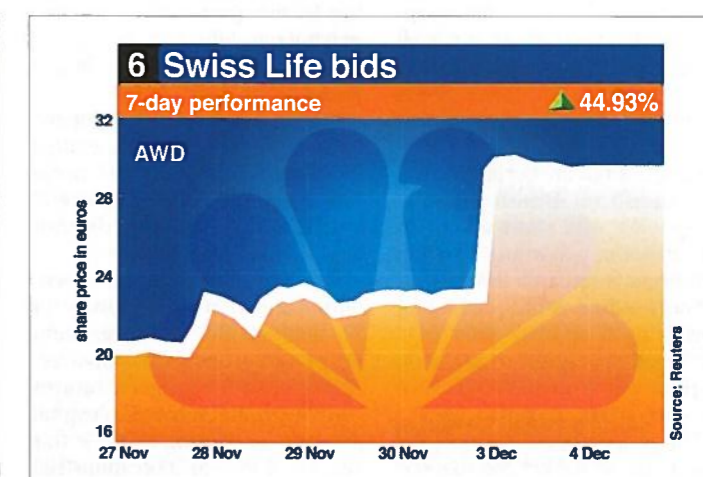 6 Swiss Life bids
7-day performance 44.93%
AWD
share price in euros
32
28
24
20
16
27 Nov 28 Nov 29 Nov 30 Nov 3 Dec 4 Dec
Source: Reuters